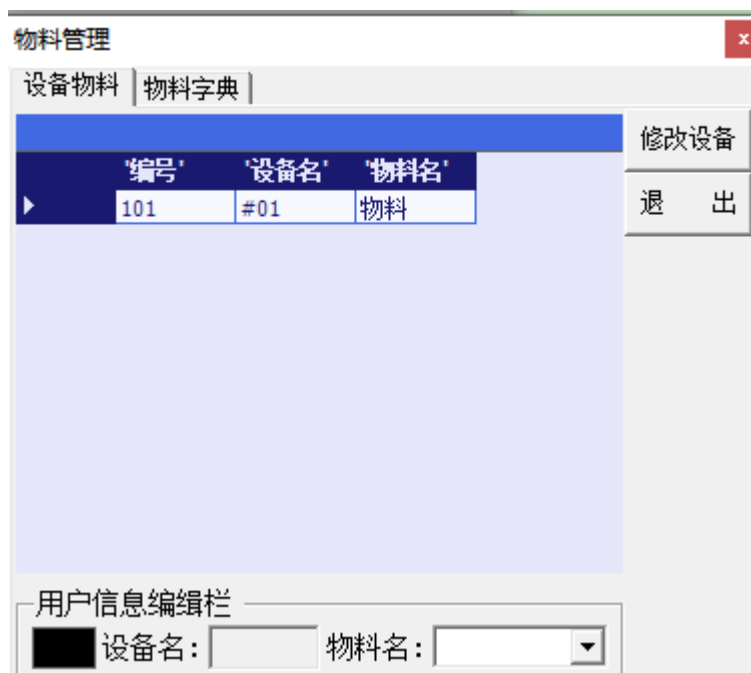 物料管理 x
设备物料 物料字典
修改设备
'编号' '设备名' '物料名'
101 #01 物料
退 出
用户信息编辑栏
设备名: 物料名: